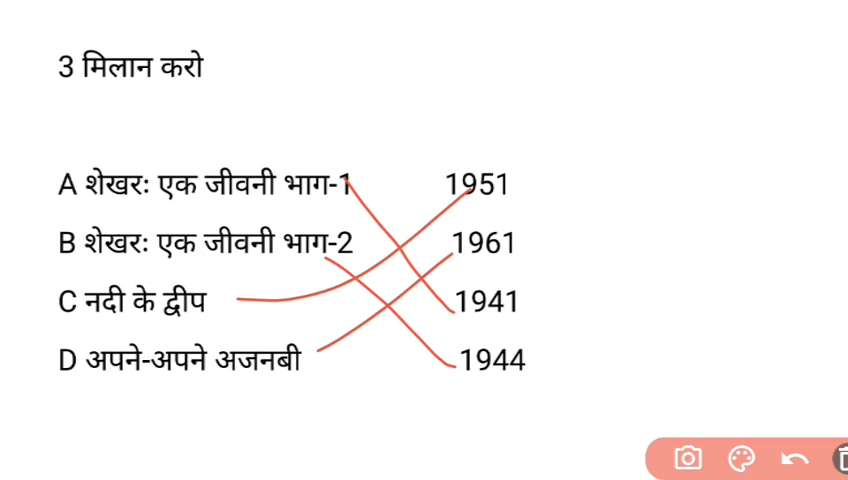 3 मिलान करो
A शेखरः एक जीवनी भाग-1 1951
B शेखरः एक जीवनी भाग-2 1961
C नदी के द्वीप 1941
D अपने-अपने अजनबी 1944